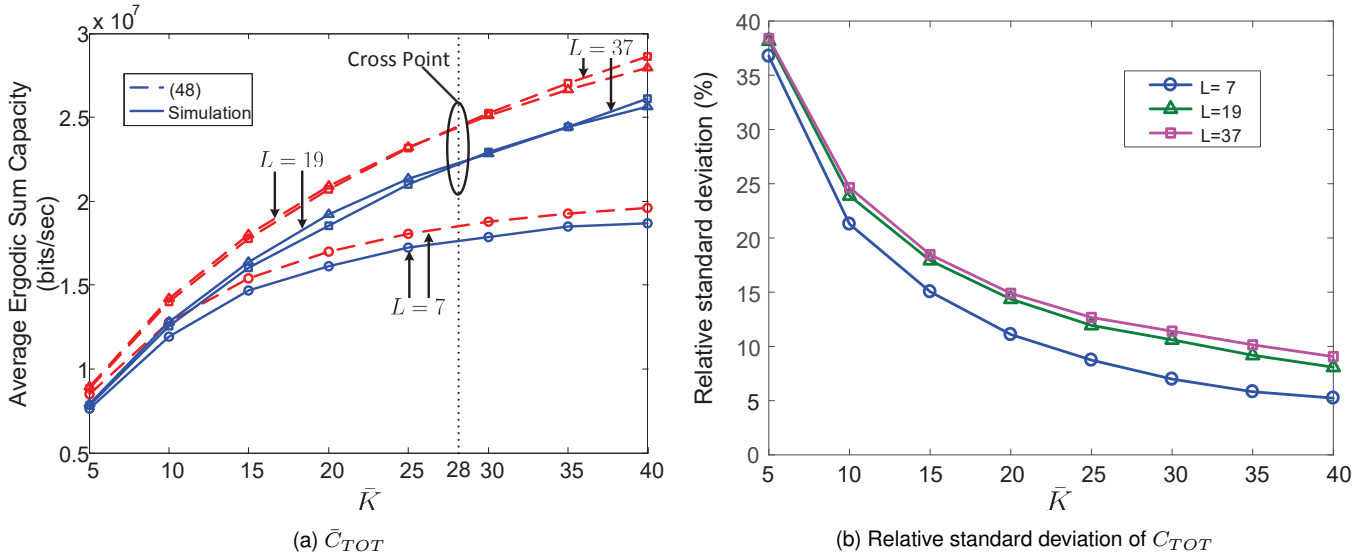 x 10⁷
3
2.5
2
1.5
1
0.5
Average Ergodic Sum Capacity
(bits/sec)
(48)
Simulation
Cross Point
L = 37
L = 19
L = 7
5 10 15 20 25 28 30 35 40
K̄
(a) C̄_TOT
40
35
30
25
20
15
10
5
0
Relative standard deviation (%)
L= 7
L=19
L=37
5 10 15 20 25 30 35 40
K̄
(b) Relative standard deviation of C_TOT